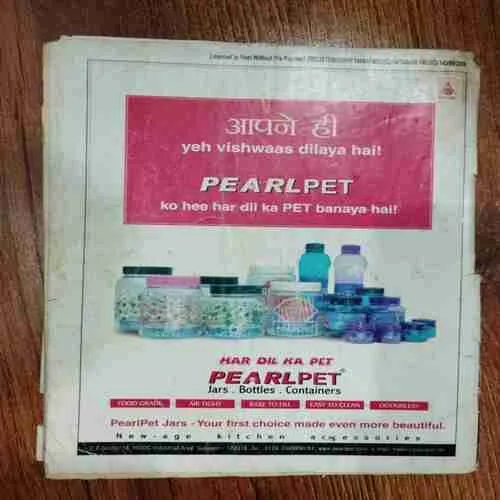 आपने ही
yeh vishwaas dilaya hai!
PEARLPET
ko hee har dil ka PET banaya hai!
HAR DIL KA PET
PEARLPET
Jars . Bottles . Containers
FOOD GRADE AIR TIGHT EASY TO FILL EASY TO CLEAN ODOURLESS
PearlPet Jars - Your first choice made even more beautiful.
New-age kitchen accessories